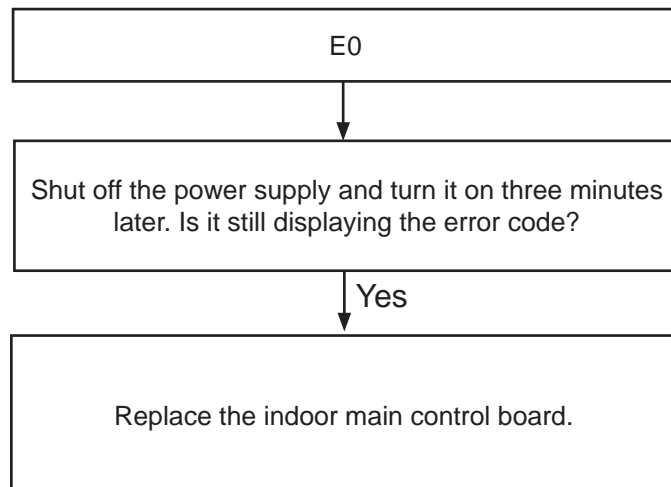 E0
Shut off the power supply and turn it on three minutes
later. Is it still displaying the error code?
Yes
Replace the indoor main control board.